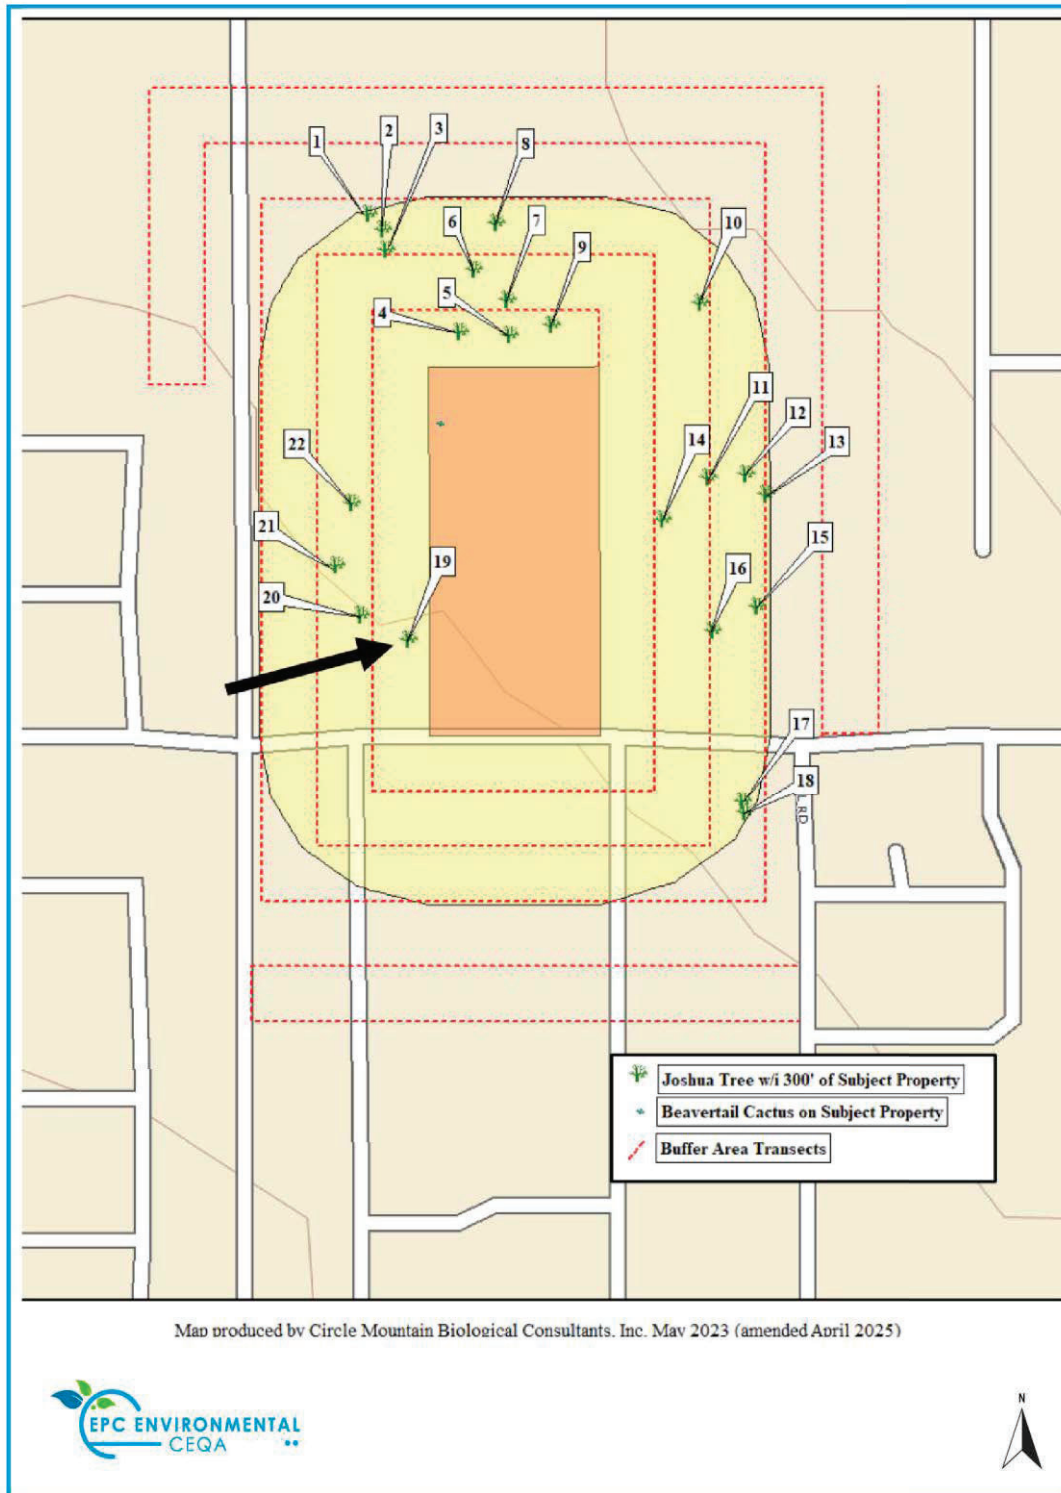 1
2
3
8
6
7
9
10
5
4
11
12
13
14
22
21
15
16
19
20
17
18
RD
Joshua Tree w/i 300' of Subject Property
Beavertail Cactus on Subject Property
Buffer Area Transects
Map produced by Circle Mountain Biological Consultants, Inc. May 2023 (amended April 2025)
EPC ENVIRONMENTAL
CEQA
N